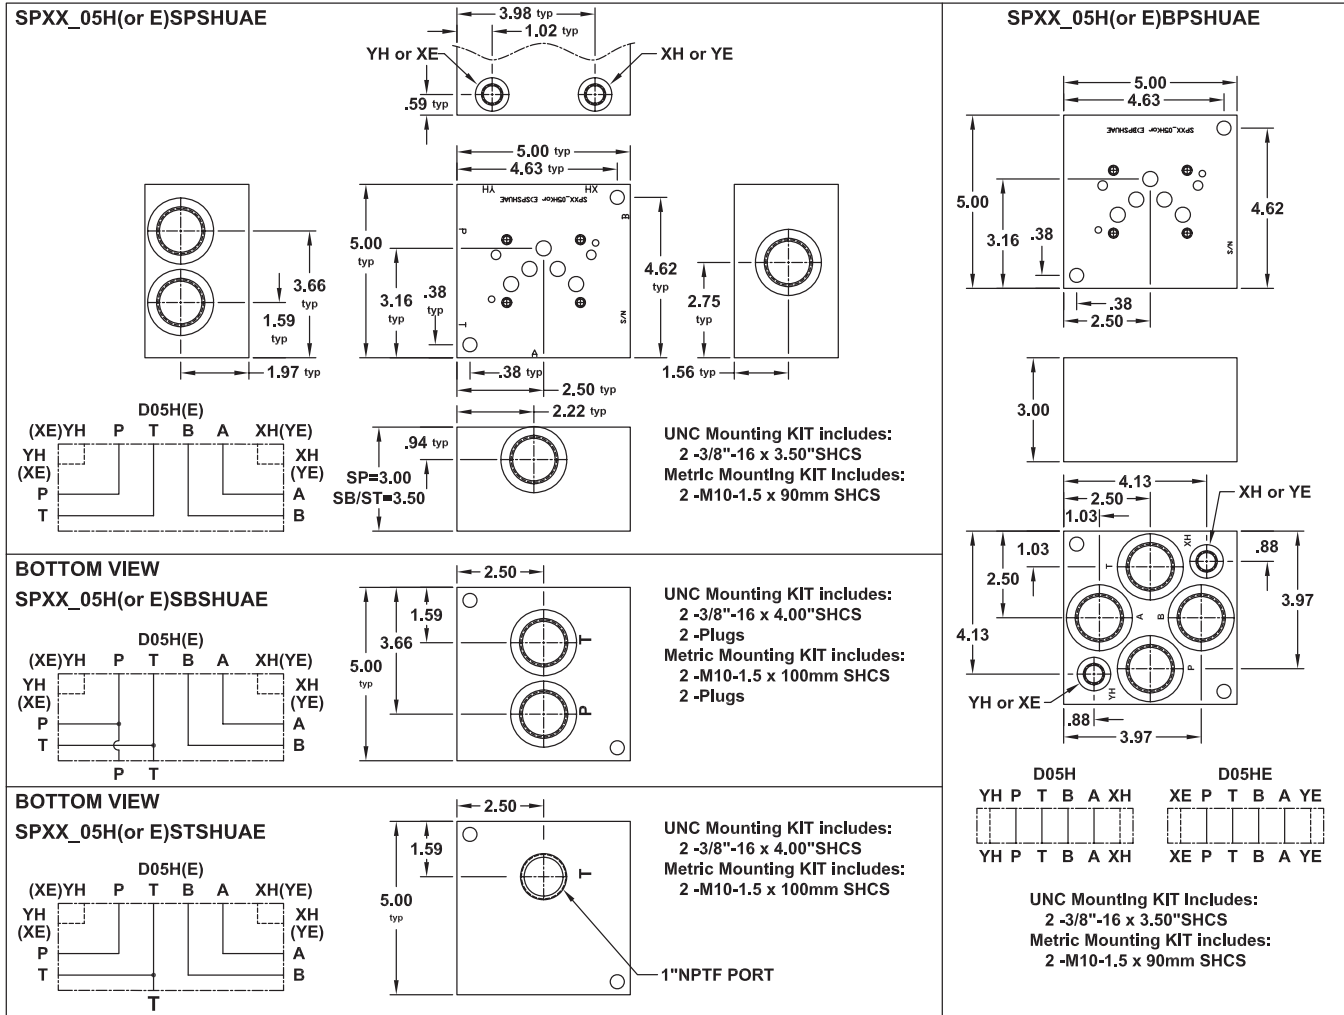 SPXX_05H(or E)SPSHUAE
3.98 typ
1.02 typ
YH or XE
XH or YE
.59 typ
5.00 typ
4.63 typ
YH
XH
SPXX_05H(or E)SPSHUAE
P
B
5.00
typ
3.16
typ
.38
typ
4.62
typ
T
S/N
A
.38 typ
2.50 typ
2.22 typ
3.66
typ
1.59
typ
1.97 typ
2.75
typ
1.56 typ
D05H(E)
(XE)YH P T B A XH(YE)
YH
(XE)
XH
(YE)
P
A
T
B
.94 typ
SP=3.00
SB/ST=3.50
UNC Mounting KIT includes:
2 -3/8"-16 x 3.50"SHCS
Metric Mounting KIT Includes:
2 -M10-1.5 x 90mm SHCS
BOTTOM VIEW
SPXX_05H(or E)SBSHUAE
D05H(E)
(XE)YH P T B A XH(YE)
YH
(XE)
XH
(YE)
P
A
T
B
P T
2.50
1.59
3.66
5.00
typ
T
P
UNC Mounting KIT includes:
2 -3/8"-16 x 4.00"SHCS
2 -Plugs
Metric Mounting KIT Includes:
2 -M10-1.5 x 100mm SHCS
2 -Plugs
BOTTOM VIEW
SPXX_05H(or E)STSHUAE
D05H(E)
(XE)YH P T B A XH(YE)
YH
(XE)
XH
(YE)
P
A
T
B
T
2.50
1.59
5.00
typ
T
1"NPTF PORT
UNC Mounting KIT includes:
2 -3/8"-16 x 4.00"SHCS
Metric Mounting KIT includes:
2 -M10-1.5 x 100mm SHCS
SPXX_05H(or E)BPSHUAE
5.00
4.63
SPXX_05H(or E)BPSHUAE
5.00
3.16
.38
4.62
S/N
.38
2.50
3.00
4.13
2.50
1.03
XH or YE
1.03
2.50
4.13
.88
3.97
XH
T
A
B
P
YH
YH or XE
.88
3.97
D05H
YH P T B A XH
YH P T B A XH
D05HE
XE P T B A YE
XE P T B A YE
UNC Mounting KIT Includes:
2 -3/8"-16 x 3.50"SHCS
Metric Mounting KIT includes:
2 -M10-1.5 x 90mm SHCS